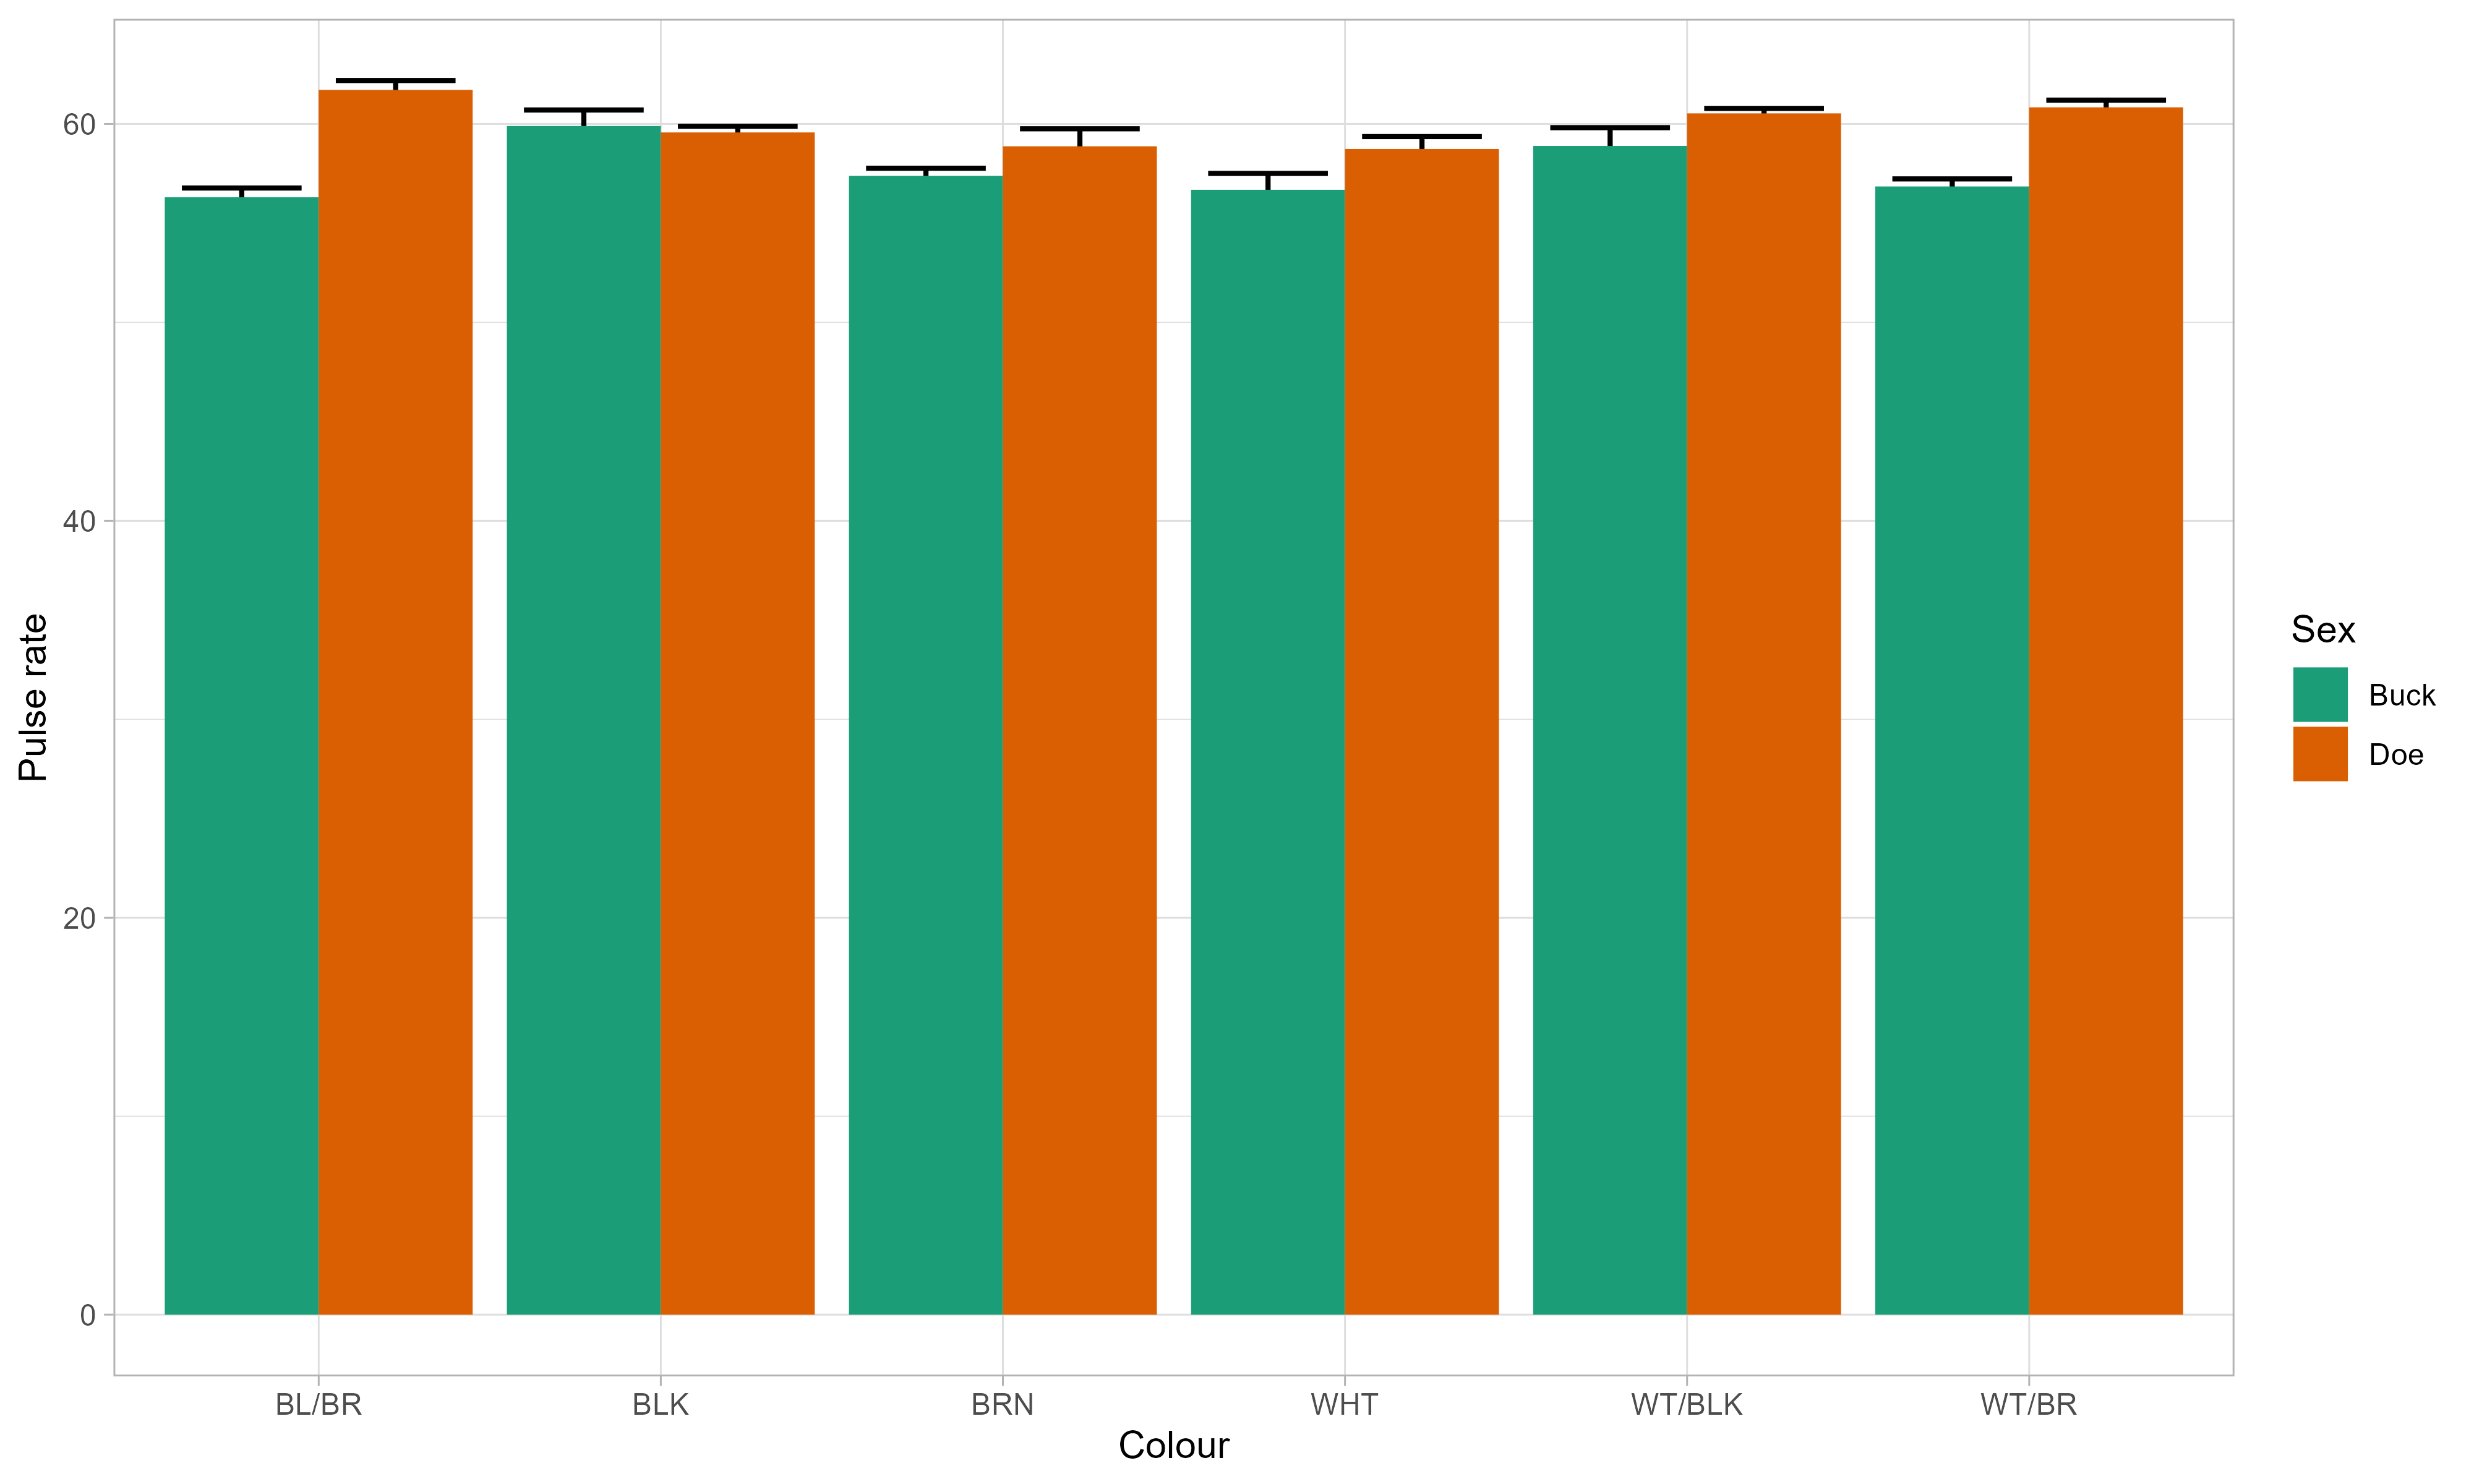 60
40
20
0
Pulse rate
BL/BR
BLK
BRN
WHT
WT/BLK
WT/BR
Colour
Sex
Buck
Doe